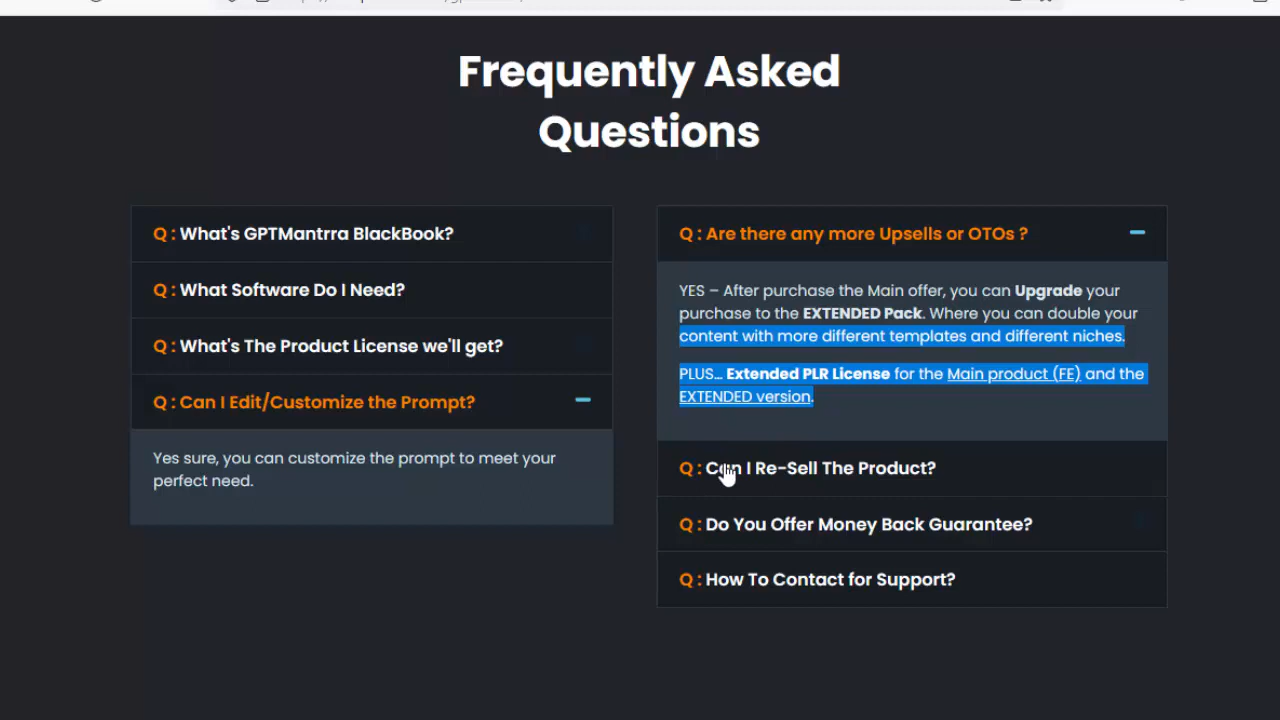 Frequently Asked
Questions
Q : What's GPTMantrra BlackBook?
Q : What Software Do I Need?
Q : What's The Product License we'll get?
Q : Can I Edit/Customize the Prompt?
Yes sure, you can customize the prompt to meet your
perfect need.
Q : Are there any more Upsells or OTOs ?
YES – After purchase the Main offer, you can Upgrade your
purchase to the EXTENDED Pack. Where you can double your
content with more different templates and different niches.
PLUS… Extended PLR License for the Main product (FE) and the
EXTENDED version.
Q : Can I Re-Sell The Product?
Q : Do You Offer Money Back Guarantee?
Q : How To Contact for Support?